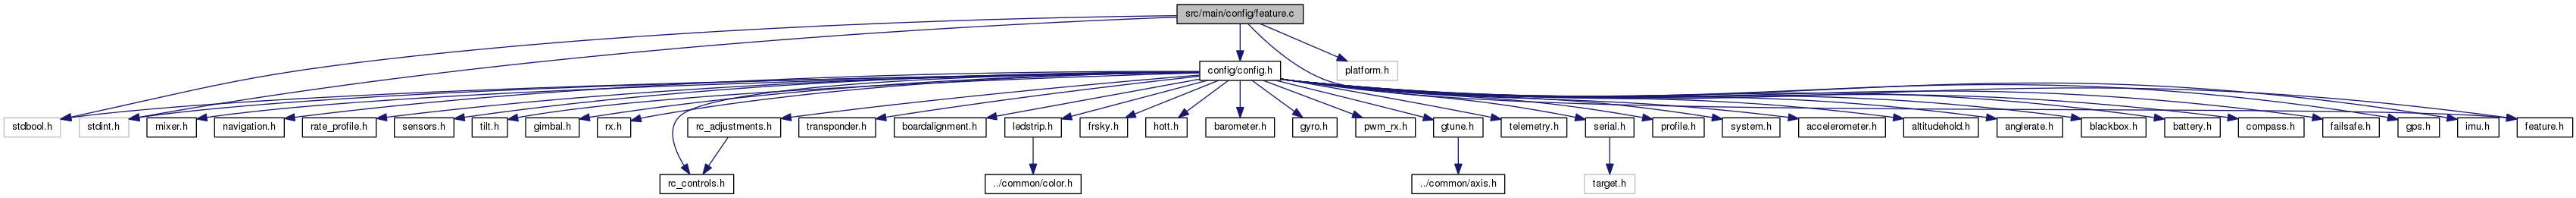 src/main/config/feature.c
config/config.h
platform.h
stdbool.h
stdint.h
mixer.h
navigation.h
rate_profile.h
sensors.h
tilt.h
gimbal.h
rx.h
rc_adjustments.h
transponder.h
boardalignment.h
ledstrip.h
frsky.h
hott.h
barometer.h
gyro.h
pwm_rx.h
gtune.h
telemetry.h
serial.h
profile.h
system.h
accelerometer.h
altitudehold.h
anglerate.h
blackbox.h
battery.h
compass.h
failsafe.h
gps.h
imu.h
feature.h
rc_controls.h
../common/color.h
../common/axis.h
target.h